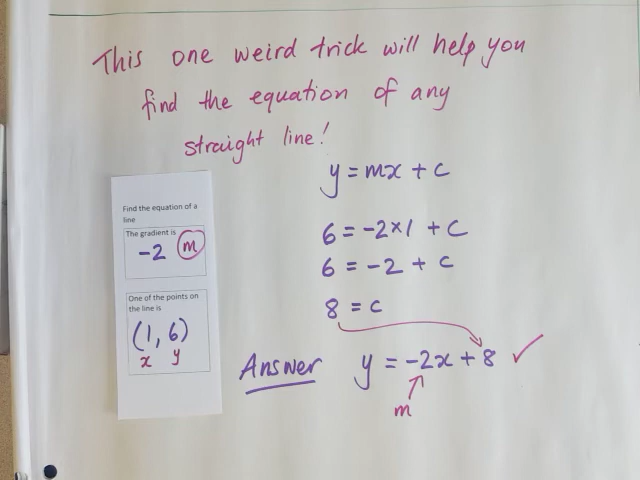 This one weird trick will help you
find the equation of any
straight line!
y = mx + c
Find the equation of a
line
The gradient is
-2 m
One of the points on
the line is
(1, 6)
x y
6 = -2×1 + C
6 = -2 + c
8 = c
Answer y = -2x + 8 ✓
m